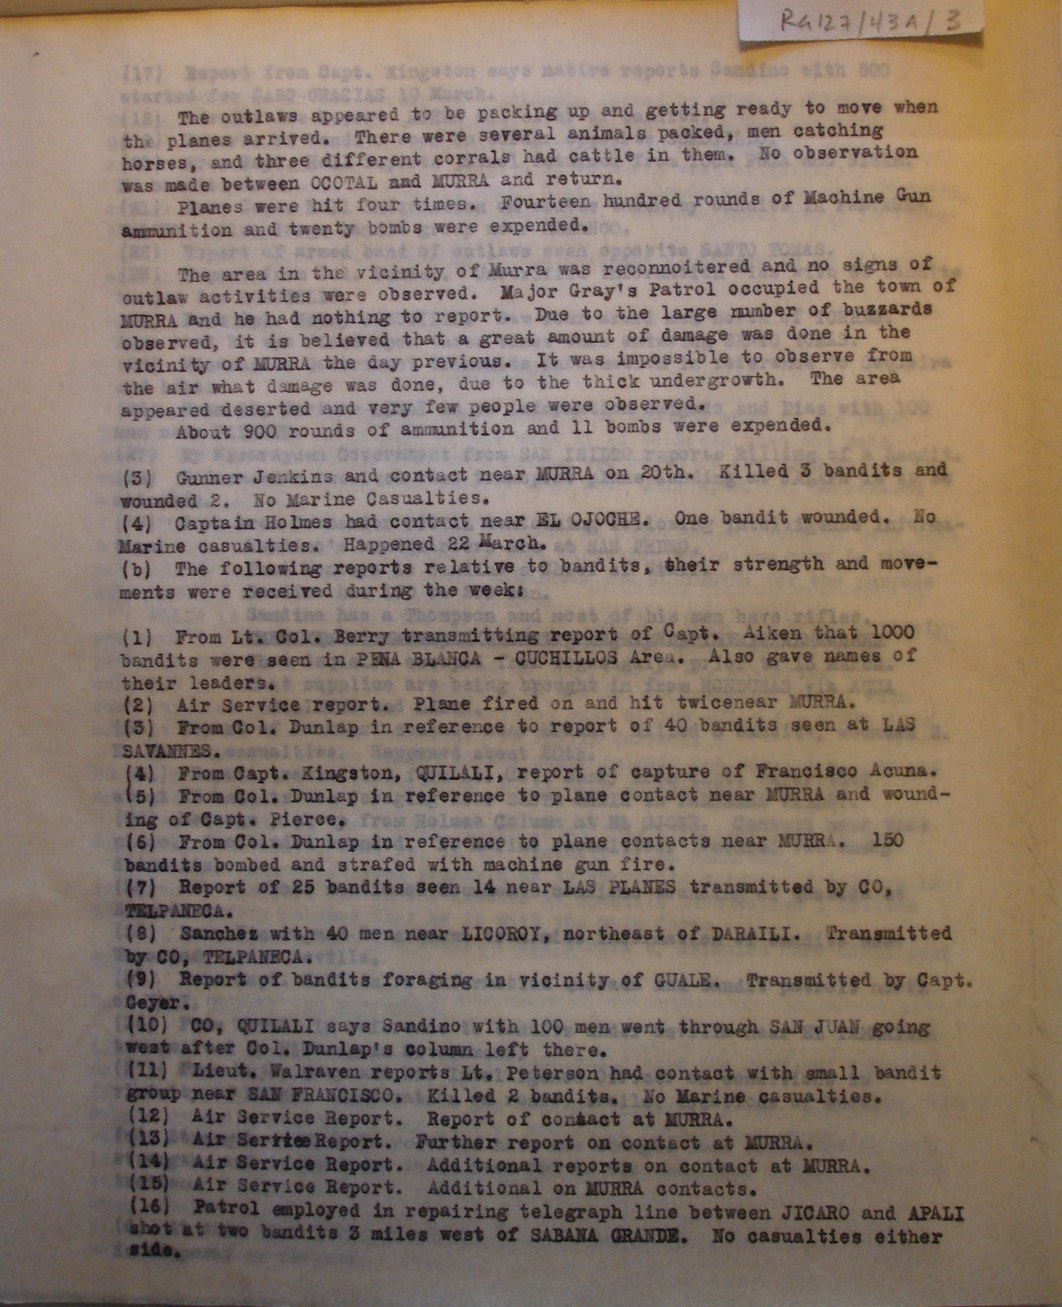 RG127/43A/3
The outlaws appeared to be packing up and getting ready to move when
the planes arrived. There were several animals packed, men catching
horses, and three different corrals had cattle in them. No observation
was made between OCOTAL and MURRA and return.
Planes were hit four times. Fourteen hundred rounds of Machine Gun
ammunition and twenty bombs were expended.
The area in the vicinity of Murra was reconnoitered and no signs of
outlaw activities were observed. Major Gray's Patrol occupied the town of
MURRA and he had nothing to report. Due to the large number of buzzards
observed, it is believed that a great amount of damage was done in the
vicinity of MURRA the day previous. It was impossible to observe from
the air what damage was done, due to the thick undergrowth. The area
appeared deserted and very few people were observed.
About 900 rounds of ammunition and 11 bombs were expended.
(3) Gunner Jenkins and contact near MURRA on 20th. Killed 3 bandits and
wounded 2. No Marine Casualties.
(4) Captain Holmes had contact near EL OJOCHE. One bandit wounded. No
Marine casualties. Happened 22 March.
(b) The following reports relative to bandits, their strength and move-
ments were received during the week:
(1) From Lt. Col. Berry transmitting report of Capt. Aiken that 1000
bandits were seen in PENA BLANCA - CUCHILLOS Area. Also gave names of
their leaders.
(2) Air Service report. Plane fired on and hit twicenear MURRA.
(3) From Col. Dunlap in reference to report of 40 bandits seen at LAS
SAVANNES.
(4) From Capt. Kingston, QUILALI, report of capture of Francisco Acuna.
(5) From Col. Dunlap in reference to plane contact near MURRA and wound-
ing of Capt. Pierce.
(6) From Col. Dunlap in reference to plane contacts near MURRA. 150
bandits bombed and strafed with machine gun fire.
(7) Report of 25 bandits seen 14 near LAS PLANES transmitted by CO,
TELPANECA.
(8) Sanchez with 40 men near LICOROY, northeast of DARAILI. Transmitted
by CO, TELPANECA.
(9) Report of bandits foraging in vicinity of GUALE. Transmitted by Capt.
Geyer.
(10) CO, QUILALI says Sandino with 100 men went through SAN JUAN going
west after Col. Dunlap's column left there.
(11) Lieut. Walraven reports Lt. Peterson had contact with small bandit
group near SAN FRANCISCO. Killed 2 bandits. No Marine casualties.
(12) Air Service Report. Report of contact at MURRA.
(13) Air Report. Further report on contact at MURRA.
(14) Air Service Report. Additional reports on contact at MURRA.
(15) Air Service Report. Additional on MURRA contacts.
(16) Patrol employed in repairing telegraph line between JICARO and APALI
shot at two bandits 3 miles west of SABANA GRANDE. No casualties either
side.